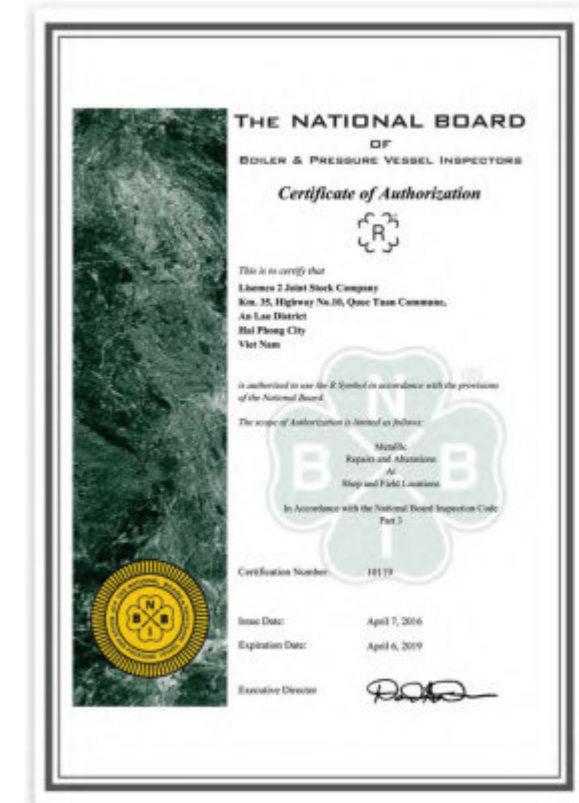 THE NATIONAL BOARD
OF
BOILER & PRESSURE VESSEL INSPECTORS
Certificate of Authorization
R
This is to certify that
Lisemco 2 Joint Stock Company
Km. 35, Highway No.10, Quoc Tuan Commune,
An Lao District
Hai Phong City
Viet Nam
is authorized to use the R Symbol in accordance with the provisions
of the National Board.
The scope of Authorization is limited as follows:
Metallic
Repairs and Alterations
At
Shop and Field Locations
In Accordance with the National Board Inspection Code
Part 3
N
B B
I
Certification Number:
Issue Date: April 7, 2016
Expiration Date: April 6, 2019
Executive Director
N
B B
I